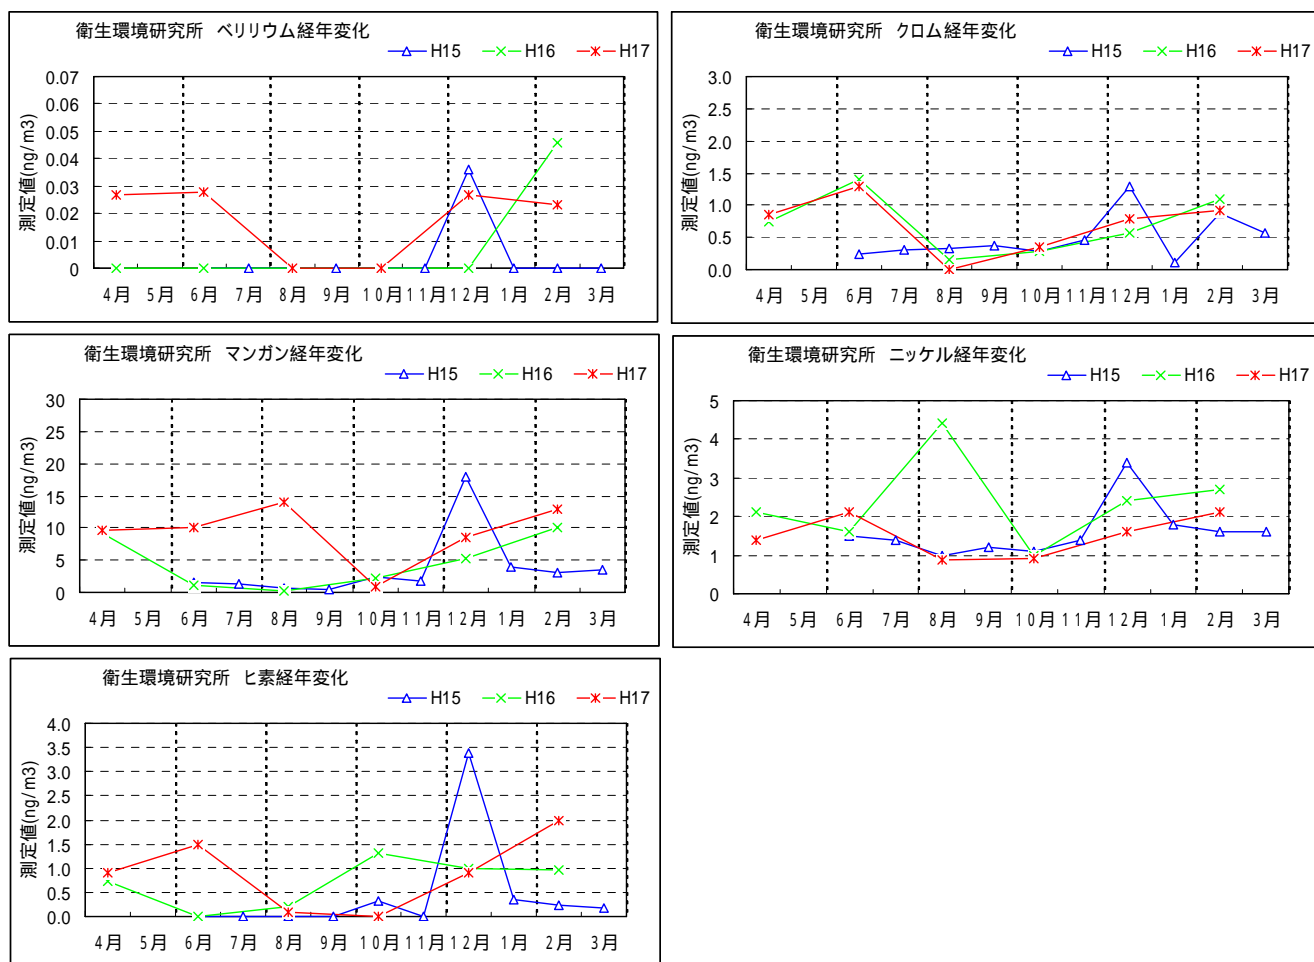 衛生環境研究所 ベリリウム経年変化
H15 H16 H17
測定値(ng/m3)
0.07
0.06
0.05
0.04
0.03
0.02
0.01
0
4月 5月 6月 7月 8月 9月 10月 11月 12月 1月 2月 3月
衛生環境研究所 クロム経年変化
H15 H16 H17
測定値(ng/m3)
3.0
2.5
2.0
1.5
1.0
0.5
0.0
4月 5月 6月 7月 8月 9月 10月 11月 12月 1月 2月 3月
衛生環境研究所 マンガン経年変化
H15 H16 H17
測定値(ng/m3)
30
25
20
15
10
5
0
4月 5月 6月 7月 8月 9月 10月 11月 12月 1月 2月 3月
衛生環境研究所 ニッケル経年変化
H15 H16 H17
測定値(ng/m3)
5
4
3
2
1
0
4月 5月 6月 7月 8月 9月 10月 11月 12月 1月 2月 3月
衛生環境研究所 ヒ素経年変化
H15 H16 H17
測定値(ng/m3)
4.0
3.5
3.0
2.5
2.0
1.5
1.0
0.5
0.0
4月 5月 6月 7月 8月 9月 10月 11月 12月 1月 2月 3月